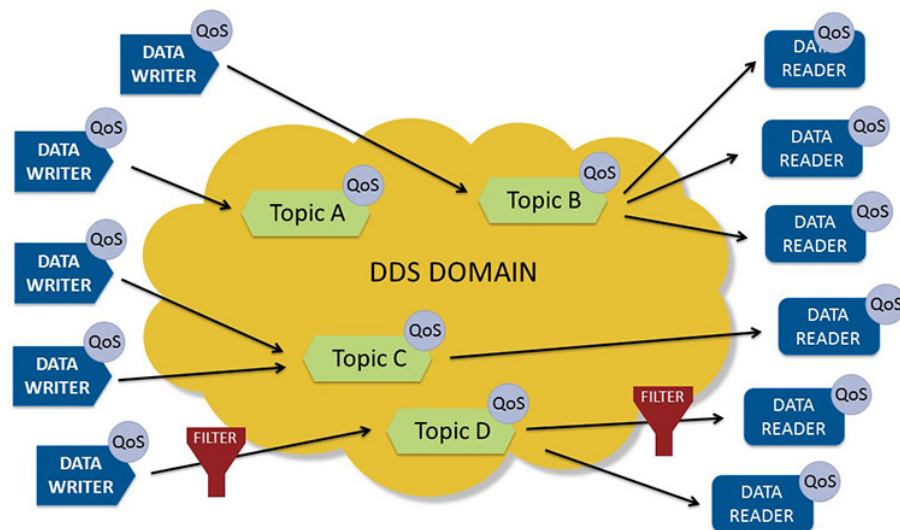 QoS
DATA
WRITER
QoS
DATA
READER
QoS
DATA
WRITER
QoS
DATA
READER
QoS
Topic A
QoS
Topic B
QoS
DATA
READER
QoS
DATA
WRITER
DDS DOMAIN
QoS
DATA
READER
QoS
Topic C
QoS
DATA
WRITER
QoS
Topic D
FILTER
QoS
DATA
READER
QoS
DATA
WRITER
FILTER
QoS
DATA
READER